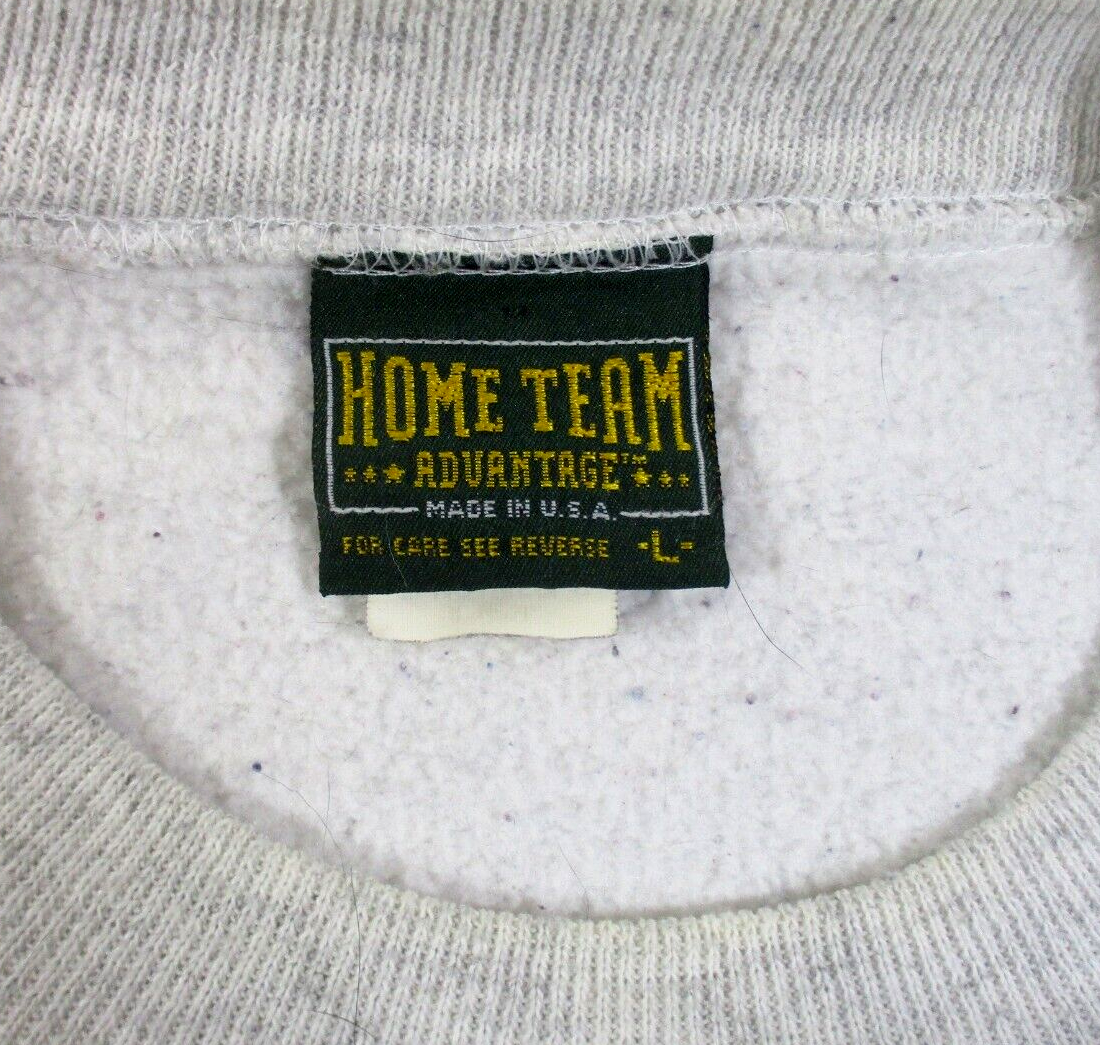 HOME TEAM
ADVANTAGE™
MADE IN U.S.A.
FOR CARE SEE REVERSE -L-